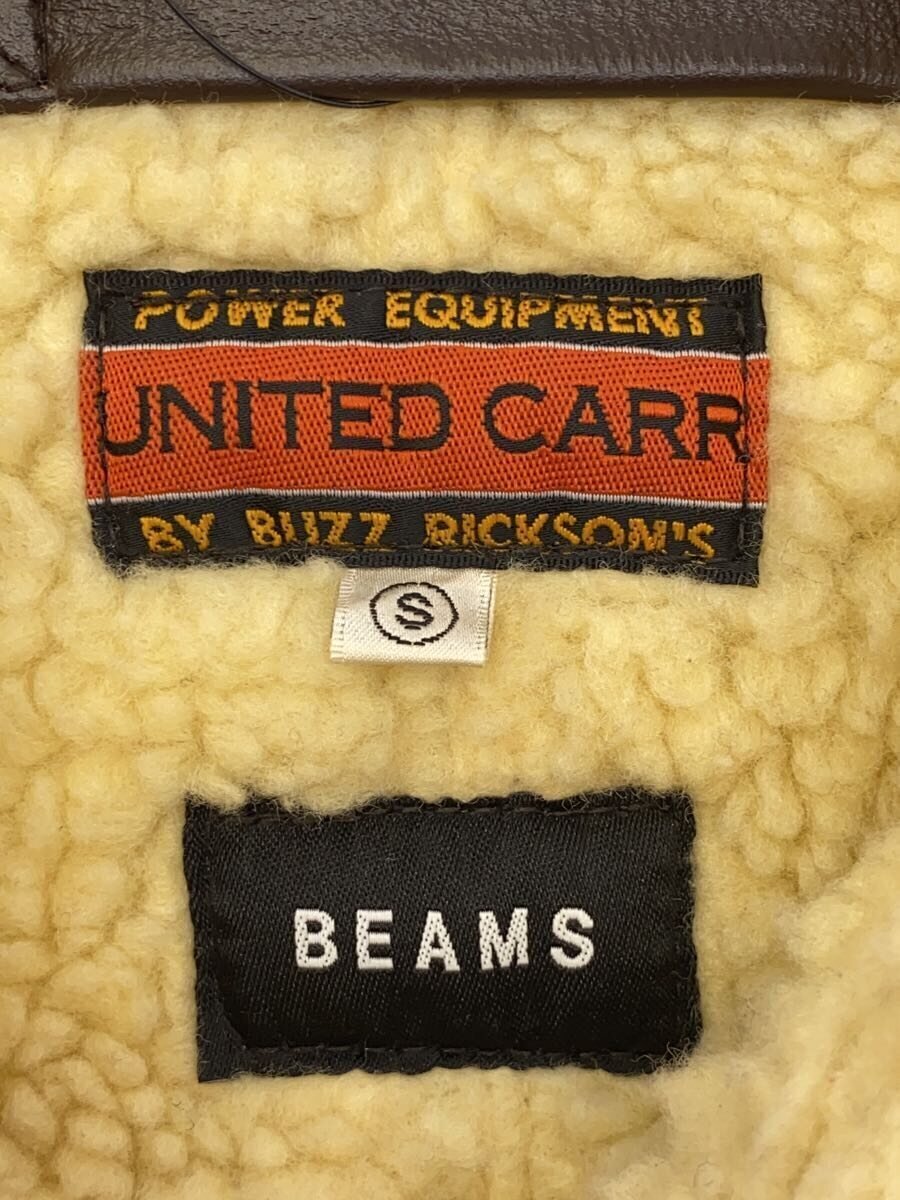 POWER EQUIPMENT
UNITED CARR
BY BUZZ RICKSON'S
S
BEAMS